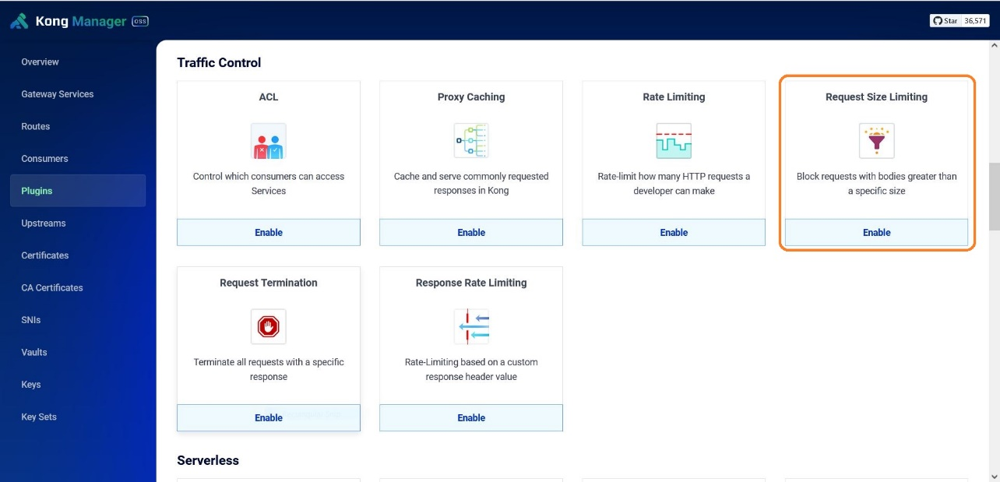 Kong Manager OSS
Star 36,571
Overview
Gateway Services
Routes
Consumers
Plugins
Upstreams
Certificates
CA Certificates
SNIs
Vaults
Keys
Key Sets
Traffic Control
ACL
Control which consumers can access
Services
Enable
Proxy Caching
Cache and serve commonly requested
responses in Kong
Enable
Rate Limiting
Rate-limit how many HTTP requests a
developer can make
Enable
Request Size Limiting
Block requests with bodies greater than
a specific size
Enable
Request Termination
Terminate all requests with a specific
response
Enable
Response Rate Limiting
Rate-Limiting based on a custom
response header value
Enable
Serverless